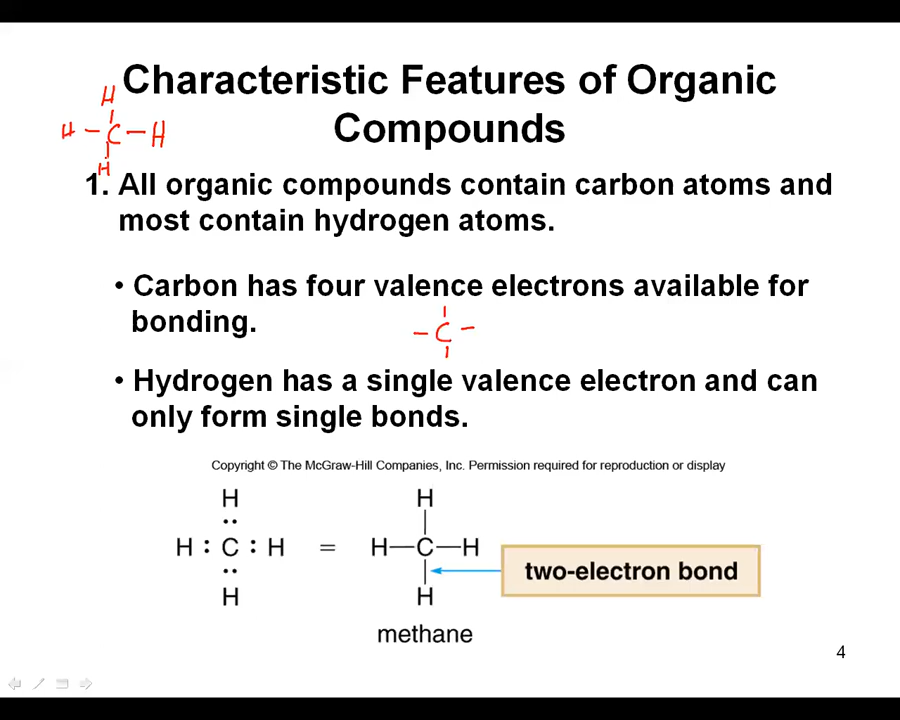 Characteristic Features of Organic
Compounds
H
H - C - H
H
1. All organic compounds contain carbon atoms and
most contain hydrogen atoms.
• Carbon has four valence electrons available for
bonding.
- C -
• Hydrogen has a single valence electron and can
only form single bonds.
Copyright © The McGraw-Hill Companies, Inc. Permission required for reproduction or display
H H
H : C : H = H—C—H
two-electron bond
H H
methane
4